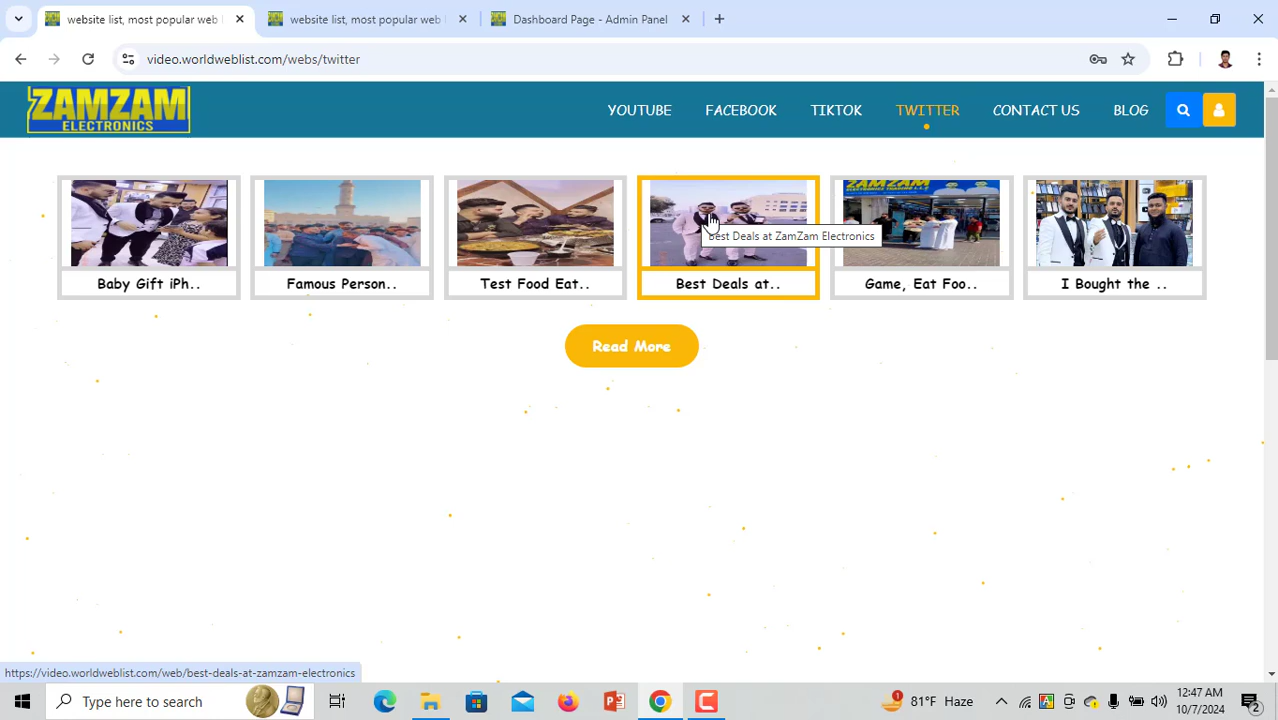 website list, most popular web
website list, most popular web
Dashboard Page - Admin Panel
video.worldweblist.com/webs/twitter
ZAMZAM
ELECTRONICS
YOUTUBE
FACEBOOK
TIKTOK
TWITTER
CONTACT US
BLOG
ZAMZAM
Best Deals at ZamZam Electronics
Baby Gift iPh..
Famous Person..
Test Food Eat..
Best Deals at..
Game, Eat Foo..
I Bought the ..
Read More
https://video.worldweblist.com/web/best-deals-at-zamzam-electronics
Type here to search
1
81°F Haze
12:47 AM
10/7/2024
2